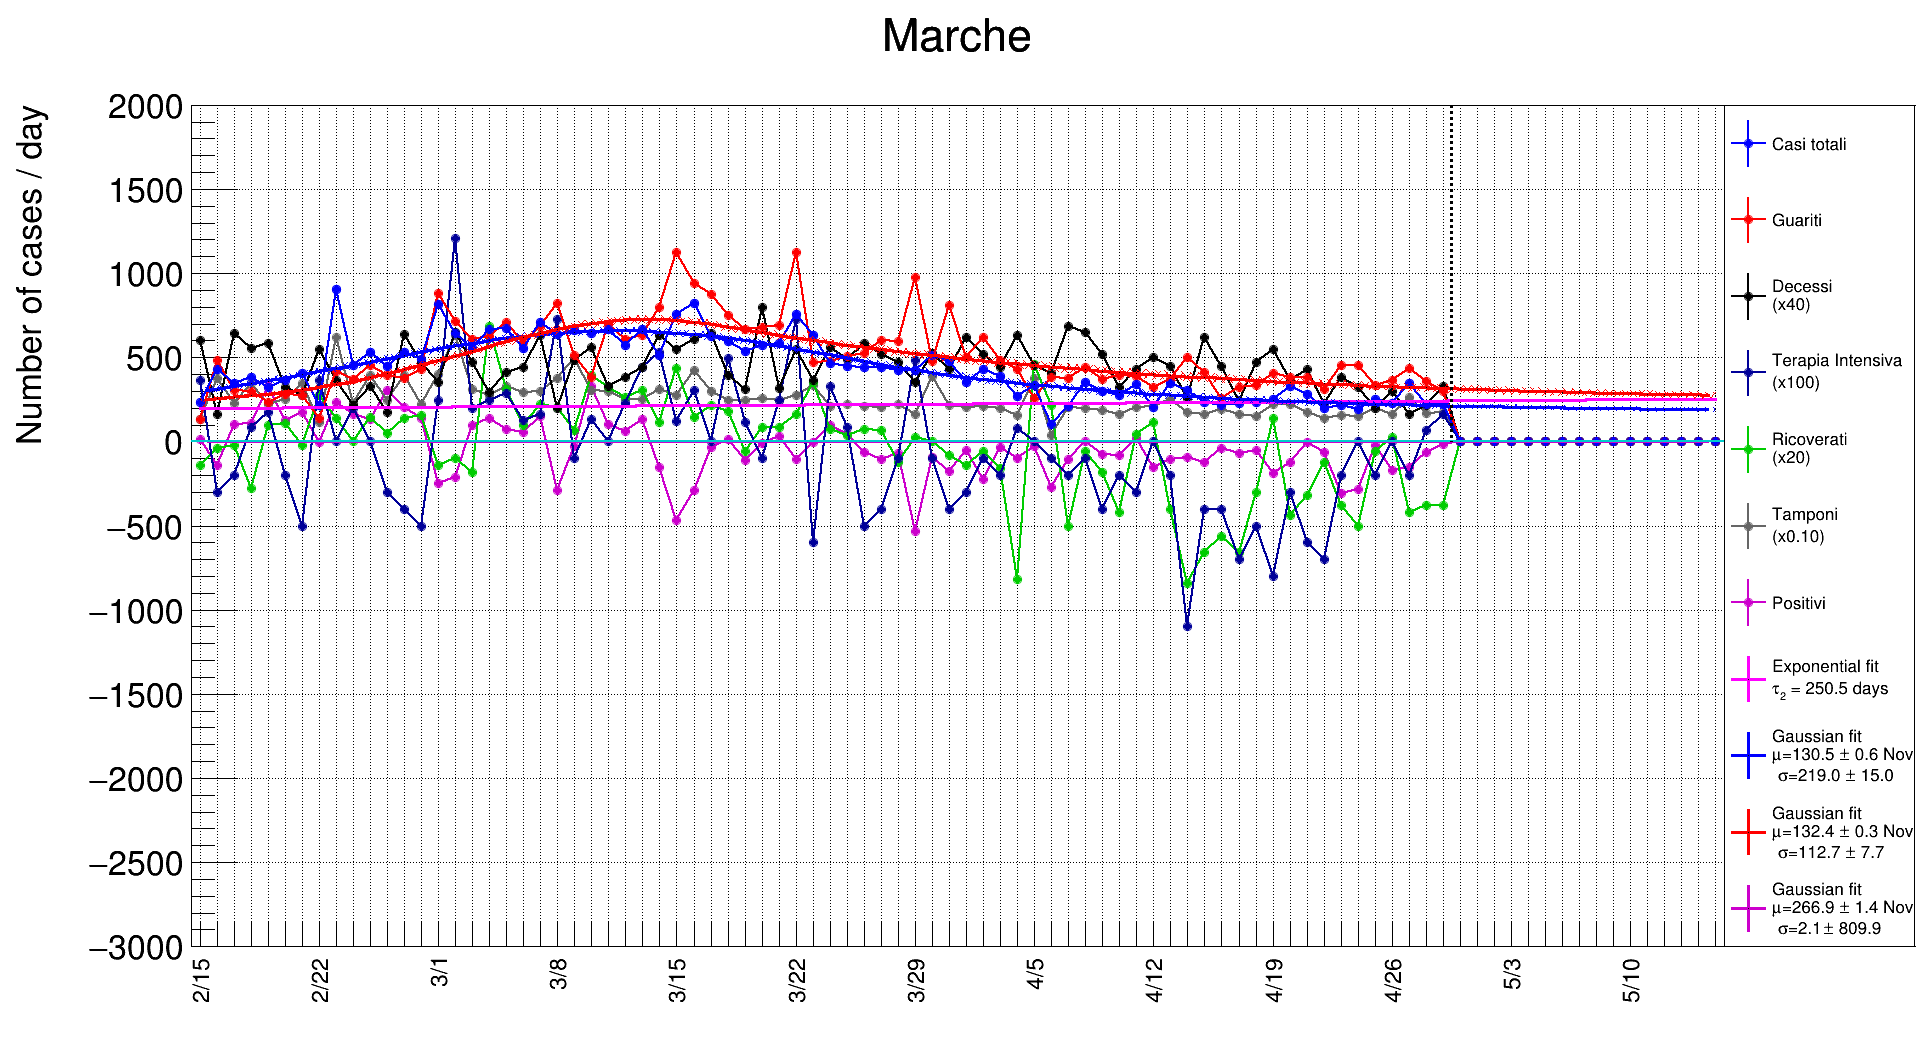 Marche
Number of cases / day
2000
1500
1000
500
0
−500
−1000
−1500
−2000
−2500
−3000
2/15
2/22
3/1
3/8
3/15
3/22
3/29
4/5
4/12
4/19
4/26
5/3
5/10
Casi totali
Guariti
Decessi
(x40)
Terapia Intensiva
(x100)
Ricoverati
(x20)
Tamponi
(x0.10)
Positivi
Exponential fit
τ2 = 250.5 days
Gaussian fit
μ=130.5 ± 0.6 Nov
σ=219.0 ± 15.0
Gaussian fit
μ=132.4 ± 0.3 Nov
σ=112.7 ± 7.7
Gaussian fit
μ=266.9 ± 1.4 Nov
σ=2.1 ± 809.9